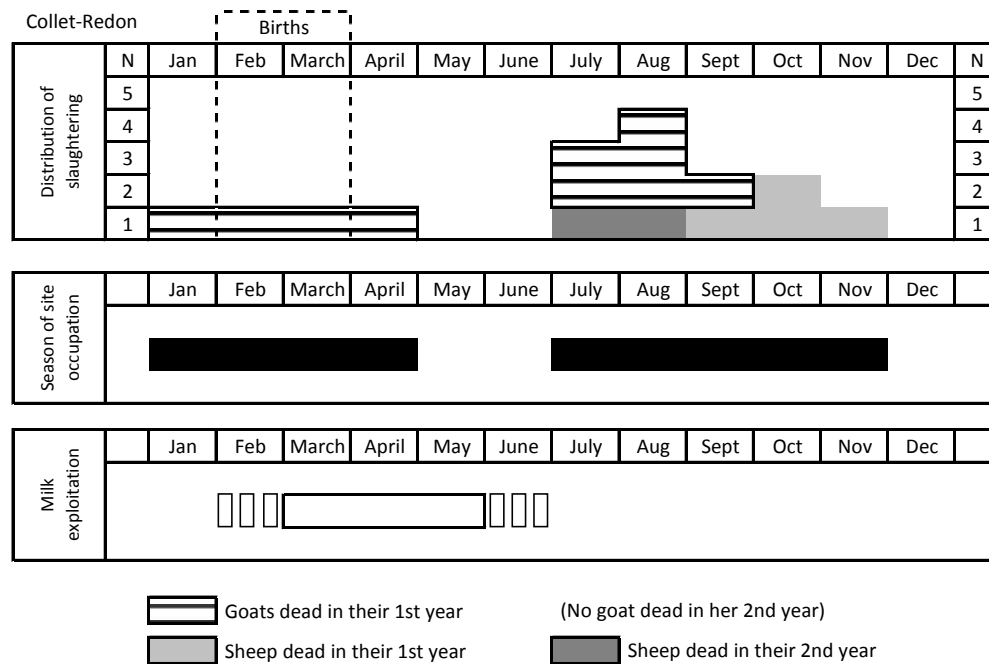 Collet-Redon
Births
N Jan Feb March April May June July Aug Sept Oct Nov Dec N
Distribution of
slaughtering
5 5
4 4
3 3
2 2
1 1
Jan Feb March April May June July Aug Sept Oct Nov Dec
Season of site
occupation
Jan Feb March April May June July Aug Sept Oct Nov Dec
Milk
exploitation
Goats dead in their 1st year (No goat dead in her 2nd year)
Sheep dead in their 1st year Sheep dead in their 2nd year